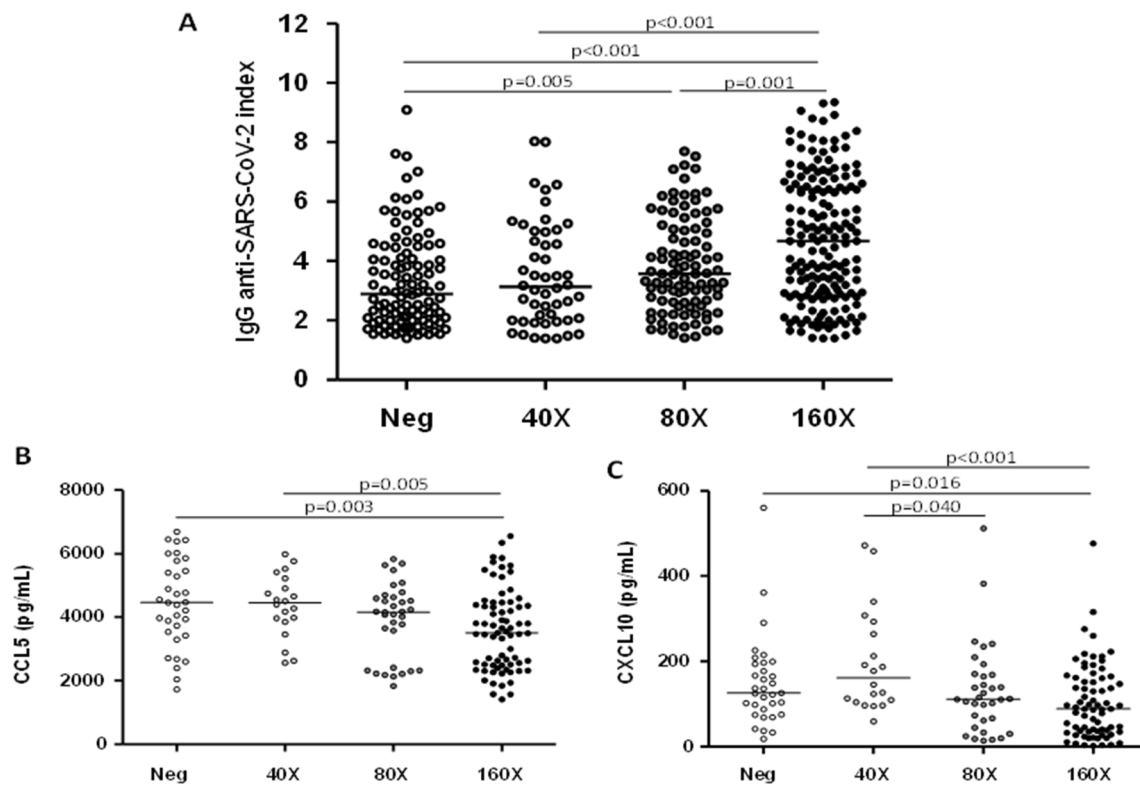 A
IgG anti-SARS-CoV-2 index
12
10
8
6
4
2
0
p<0.001
p<0.001
p=0.005
p=0.001
Neg
40X
80X
160X
B
CCL5 (pg/mL)
8000
6000
4000
2000
0
p=0.005
p=0.003
Neg
40X
80X
160X
C
CXCL10 (pg/mL)
600
400
200
0
p<0.001
p=0.016
p=0.040
Neg
40X
80X
160X